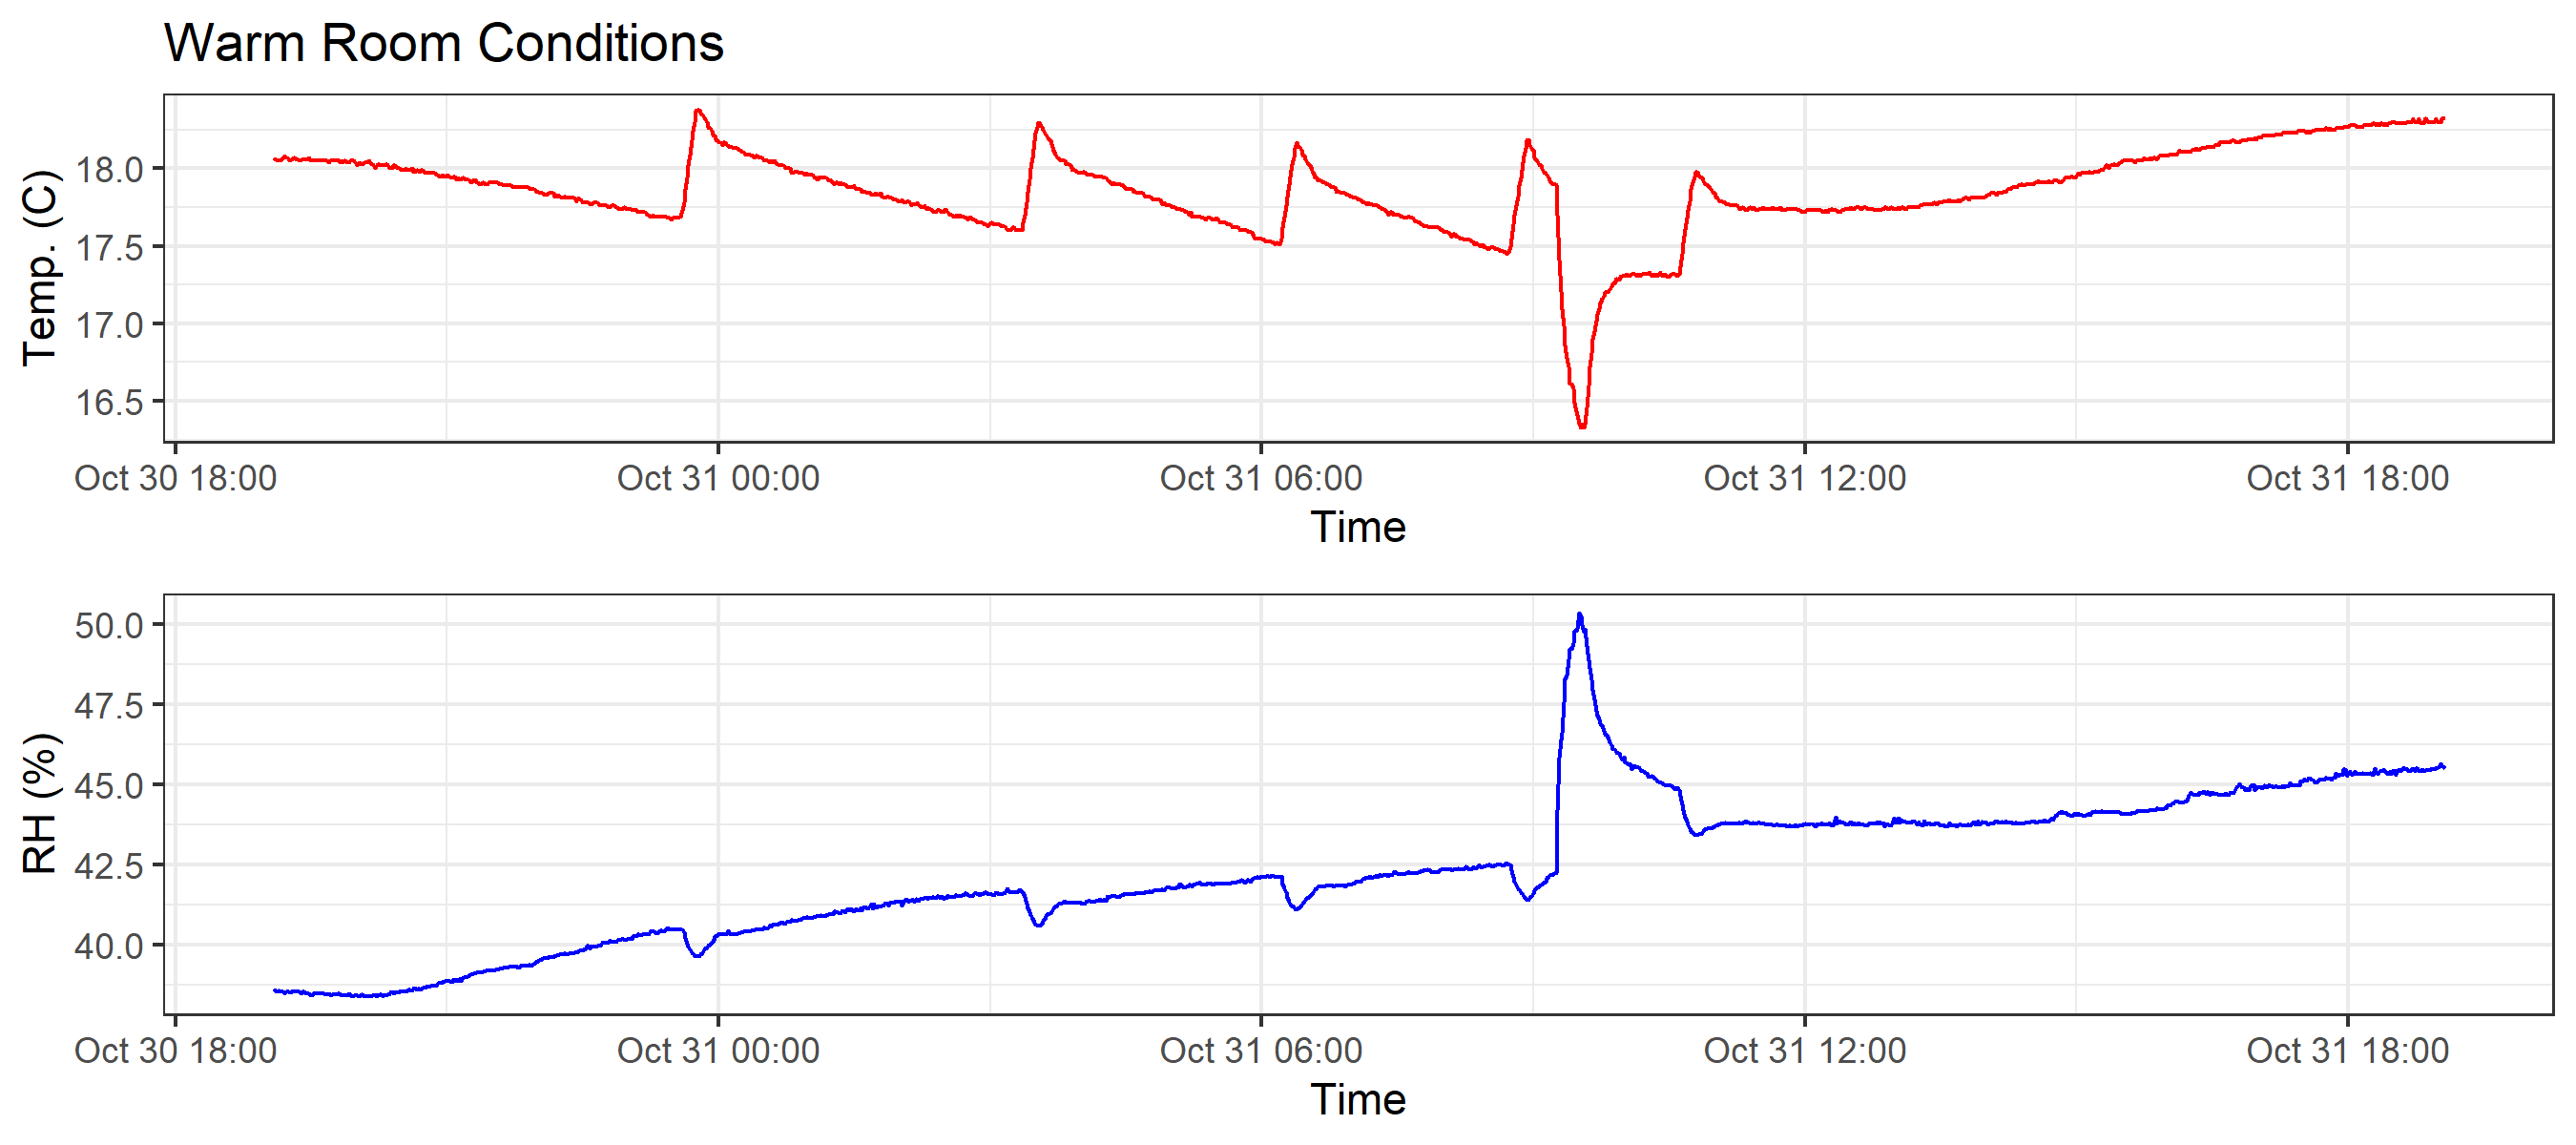 Warm Room Conditions
Temp. (C)
18.0
17.5
17.0
16.5
Oct 30 18:00 Oct 31 00:00 Oct 31 06:00 Oct 31 12:00 Oct 31 18:00
Time
RH (%)
50.0
47.5
45.0
42.5
40.0
Oct 30 18:00 Oct 31 00:00 Oct 31 06:00 Oct 31 12:00 Oct 31 18:00
Time